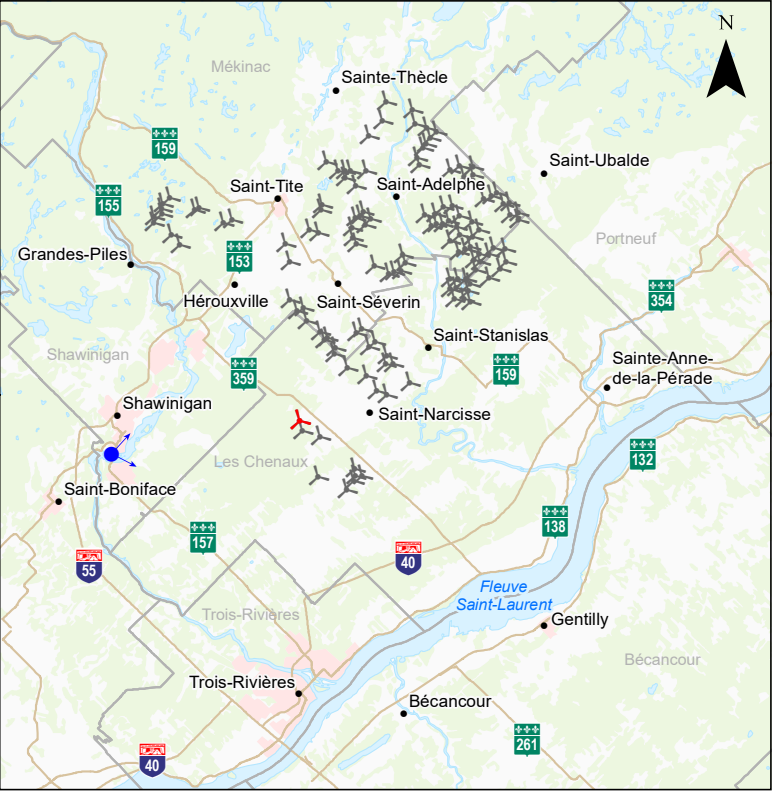 N
Mékinac
Sainte-Thècle
159
Saint-Ubalde
Saint-Tite
Saint-Adelphe
155
Portneuf
Grandes-Piles
153
354
Hérouxville
Saint-Séverin
Saint-Stanislas
Shawinigan
359
159
Sainte-Anne-
de-la-Pérade
Shawinigan
Saint-Narcisse
132
Les Chenaux
Saint-Boniface
138
157
55
40
Fleuve
Saint-Laurent
Trois-Rivières
Gentilly
Bécancour
Trois-Rivières
Bécancour
261
40